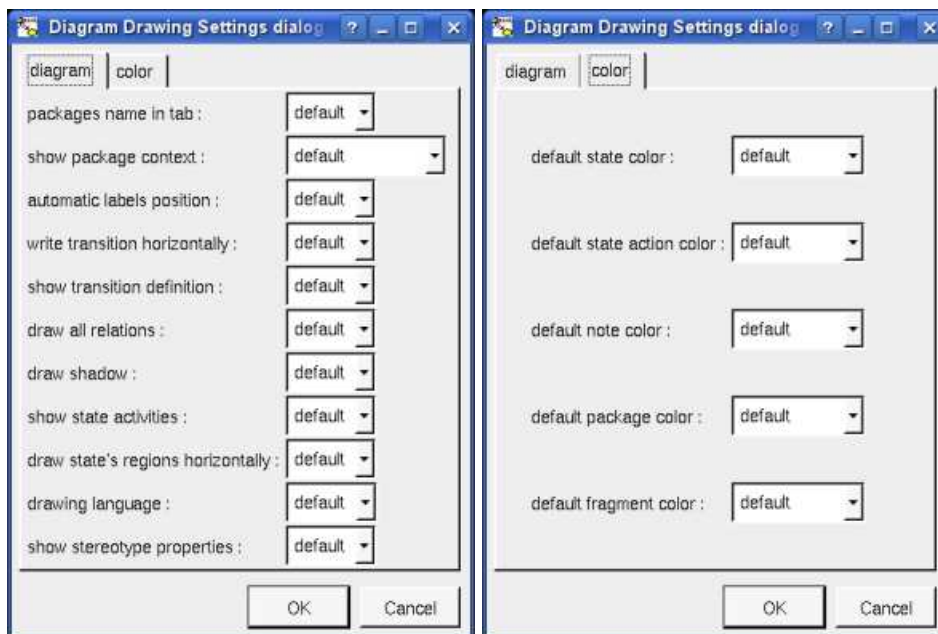 Diagram Drawing Settings dialog
diagram color
packages name in tab : default
show package context : default
automatic labels position : default
write transition horizontally : default
show transition definition : default
draw all relations : default
draw shadow : default
show state activities : default
draw state's regions horizontally : default
drawing language : default
show stereotype properties : default
OK Cancel
Diagram Drawing Settings dialog
diagram color
default state color : default
default state action color : default
default note color : default
default package color : default
default fragment color : default
OK Cancel